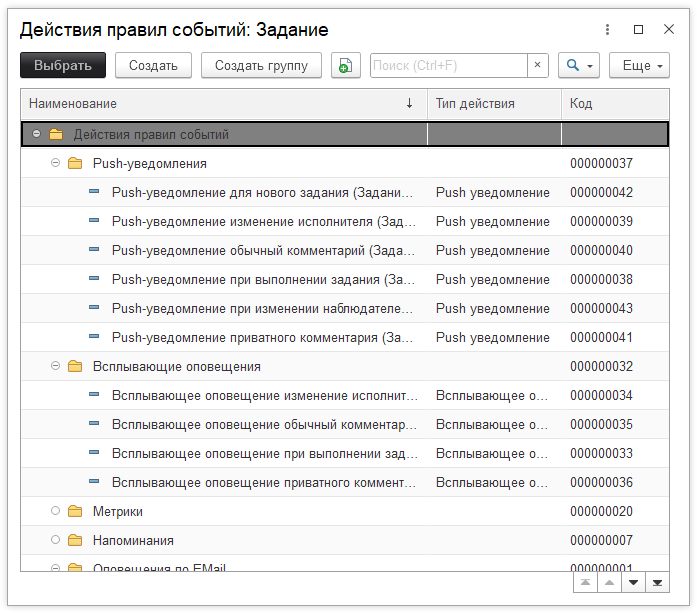 Действия правил событий: Задание
Выбрать Создать Создать группу Поиск (Ctrl+F) × Еще
Наименование ↓ Тип действия Код
Действия правил событий
Push-уведомления 000000037
Push-уведомление для нового задания (Задани... Push уведомление 000000042
Push-уведомление изменение исполнителя (Зад... Push уведомление 000000039
Push-уведомление обычный комментарий (Зада... Push уведомление 000000040
Push-уведомление при выполнении задания (За... Push уведомление 000000038
Push-уведомление при изменении наблюдателе... Push уведомление 000000043
Push-уведомление приватного комментария (За... Push уведомление 000000041
Всплывающие оповещения 000000032
Всплывающее оповещение изменение исполнит... Всплывающее о... 000000034
Всплывающее оповещение обычный комментар... Всплывающее о... 000000035
Всплывающее оповещение при выполнении зад... Всплывающее о... 000000033
Всплывающее оповещение приватного коммент... Всплывающее о... 000000036
Метрики 000000020
Напоминания 000000007
Оповещения по EMail 000000001